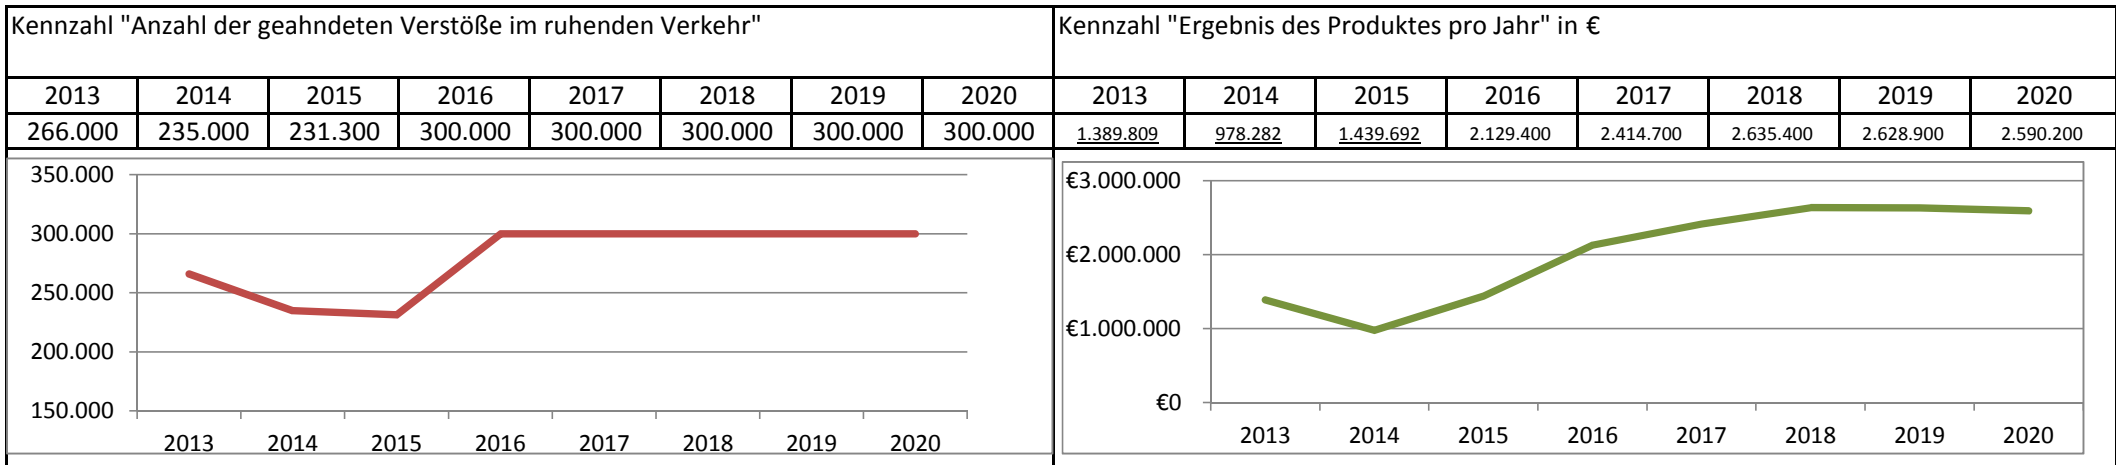 Kennzahl "Anzahl der geahndeten Verstöße im ruhenden Verkehr"
2013 2014 2015 2016 2017 2018 2019 2020
266.000 235.000 231.300 300.000 300.000 300.000 300.000 300.000
350.000
300.000
250.000
200.000
150.000
2013 2014 2015 2016 2017 2018 2019 2020
Kennzahl "Ergebnis des Produktes pro Jahr" in €
2013 2014 2015 2016 2017 2018 2019 2020
1.389.809 978.282 1.439.692 2.129.400 2.414.700 2.635.400 2.628.900 2.590.200
€3.000.000
€2.000.000
€1.000.000
€0
2013 2014 2015 2016 2017 2018 2019 2020